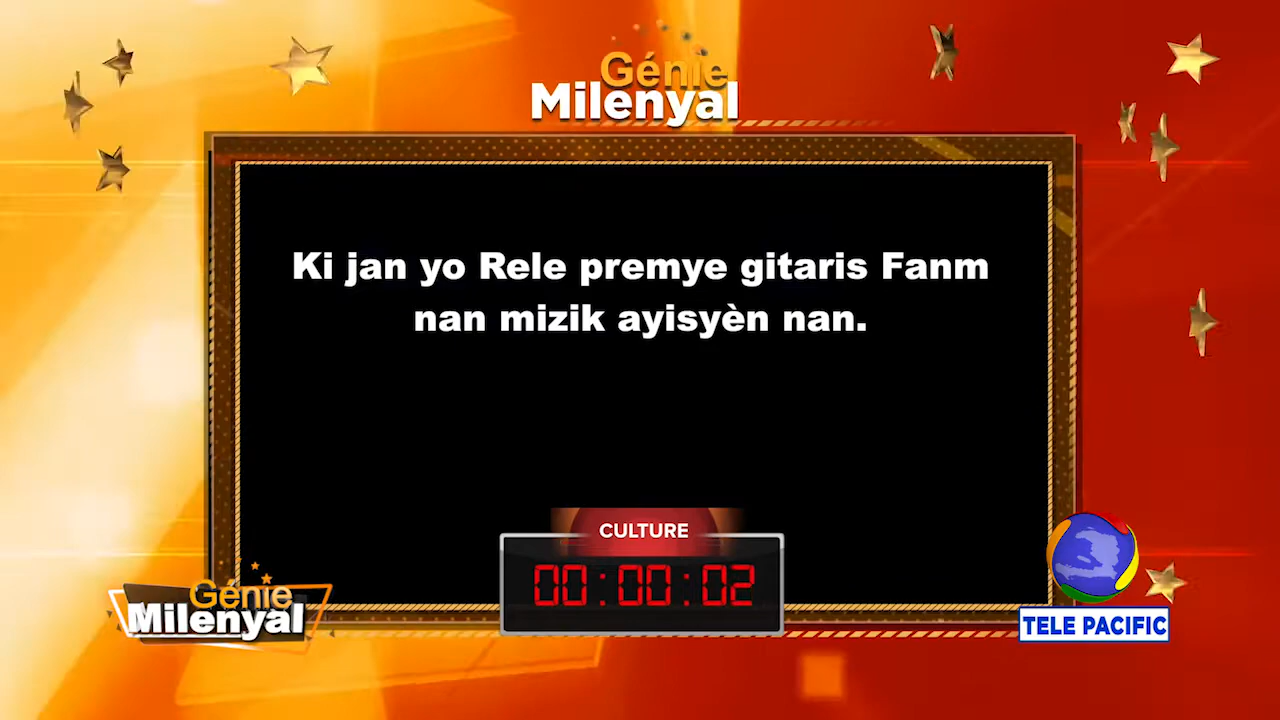 Génie
Milenyal
Ki jan yo Rele premye gitaris Fanm
nan mizik ayisyèn nan.
CULTURE
00:00:02
Génie
Milenyal
TELE PACIFIC